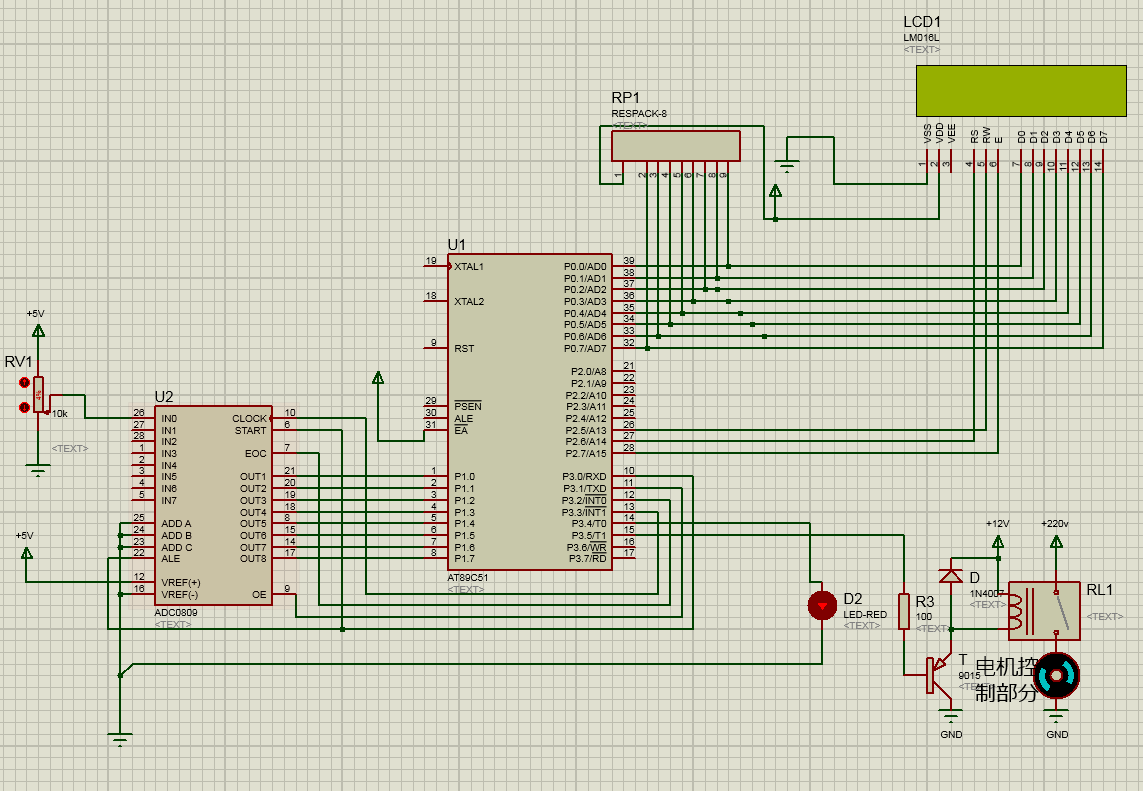 LCD1
LM016L
<TEXT>
VSS
VDD
VEE
RS
RW
E
D0
D1
D2
D3
D4
D5
D6
D7
1
2
3
4
5
6
7
8
9
10
11
12
13
14
RP1
RESPACK-8
<TEXT>
1
2
3
4
5
6
7
8
9
U1
19 XTAL1
18 XTAL2
9 RST
29 PSEN
30 ALE
31 EA
1 P1.0
2 P1.1
3 P1.2
4 P1.3
5 P1.4
6 P1.5
7 P1.6
8 P1.7
P0.0/AD0 39
P0.1/AD1 38
P0.2/AD2 37
P0.3/AD3 36
P0.4/AD4 35
P0.5/AD5 34
P0.6/AD6 33
P0.7/AD7 32
P2.0/A8 21
P2.1/A9 22
P2.2/A10 23
P2.3/A11 24
P2.4/A12 25
P2.5/A13 26
P2.6/A14 27
P2.7/A15 28
P3.0/RXD 10
P3.1/TXD 11
P3.2/INT0 12
P3.3/INT1 13
P3.4/T0 14
P3.5/T1 15
P3.6/WR 16
P3.7/RD 17
AT89C51
<TEXT>
+5V
RV1
10k
<TEXT>
+5V
U2
26 IN0
27 IN1
28 IN2
1 IN3
2 IN4
3 IN5
4 IN6
5 IN7
25 ADD A
24 ADD B
23 ADD C
22 ALE
12 VREF(+)
16 VREF(-)
CLOCK 10
START 6
EOC 7
OUT1 21
OUT2 20
OUT3 19
OUT4 18
OUT5 8
OUT6 15
OUT7 14
OUT8 17
OE 9
ADC0809
<TEXT>
D2
LED-RED
<TEXT>
R3
100
<TEXT>
+12V
+220v
D
1N4007
<TEXT>
RL1
<TEXT>
T
9015
电机控
制部分
GND
GND